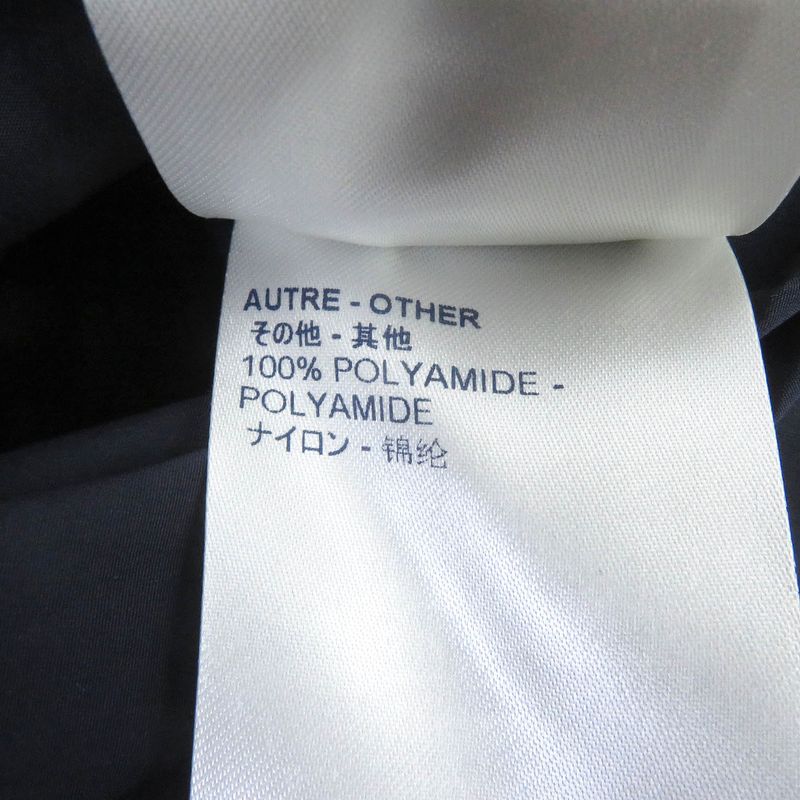 AUTRE - OTHER
その他 - 其他
100% POLYAMIDE -
POLYAMIDE
ナイロン - 锦纶